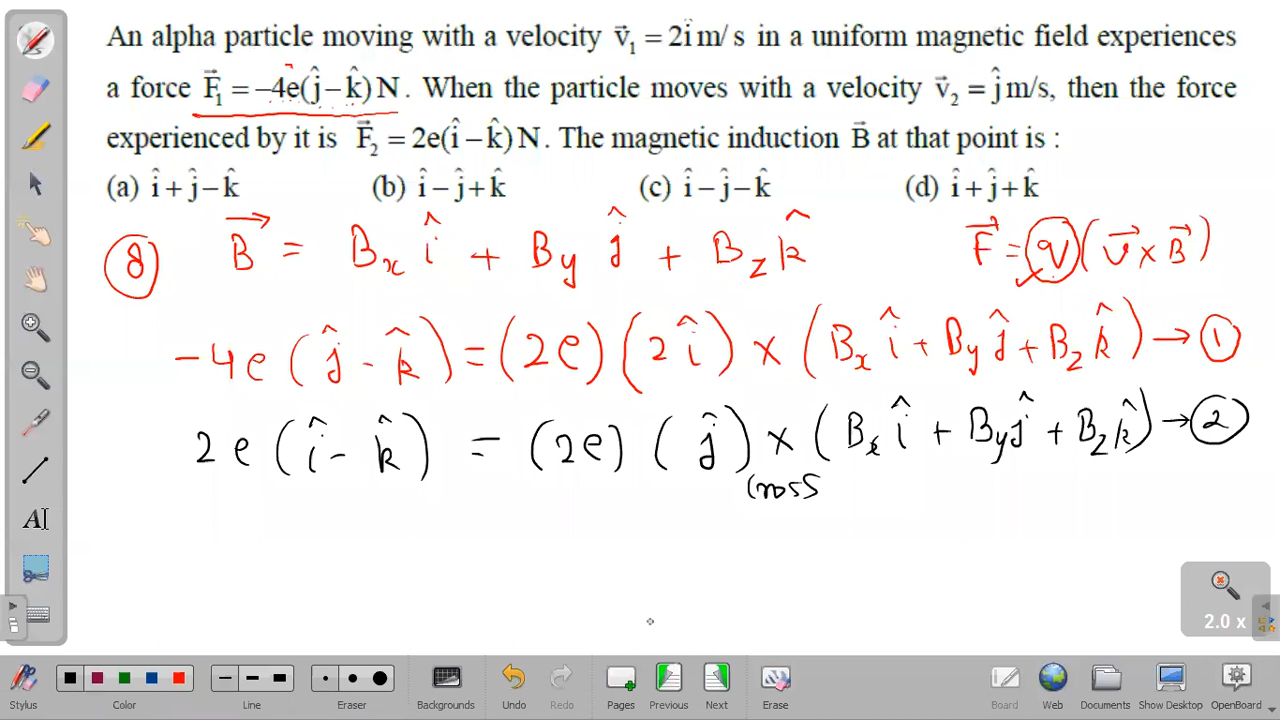 An alpha particle moving with a velocity v⃗₁ = 2î m/s in a uniform magnetic field experiences
a force F⃗₁ = −4e(ĵ − k̂) N. When the particle moves with a velocity v⃗₂ = ĵ m/s, then the force
experienced by it is F⃗₂ = 2e(î − k̂) N. The magnetic induction B⃗ at that point is :
(a) î + ĵ − k̂ (b) î − ĵ + k̂ (c) î − ĵ − k̂ (d) î + ĵ + k̂
8 B⃗ = Bₓ î + By ĵ + Bz k̂ F⃗ = q (v⃗ × B⃗)
−4e (ĵ − k̂) = (2e) (2 î) × (Bₓ î + By ĵ + Bz k̂) → 1
2e (î − k̂) = (2e) (ĵ) × (Bₓ î + By ĵ + Bz k̂) → 2
cross
2.0 x
Stylus Color Line Eraser Backgrounds Undo Redo Pages Previous Next Erase Board Web Documents Show Desktop OpenBoard